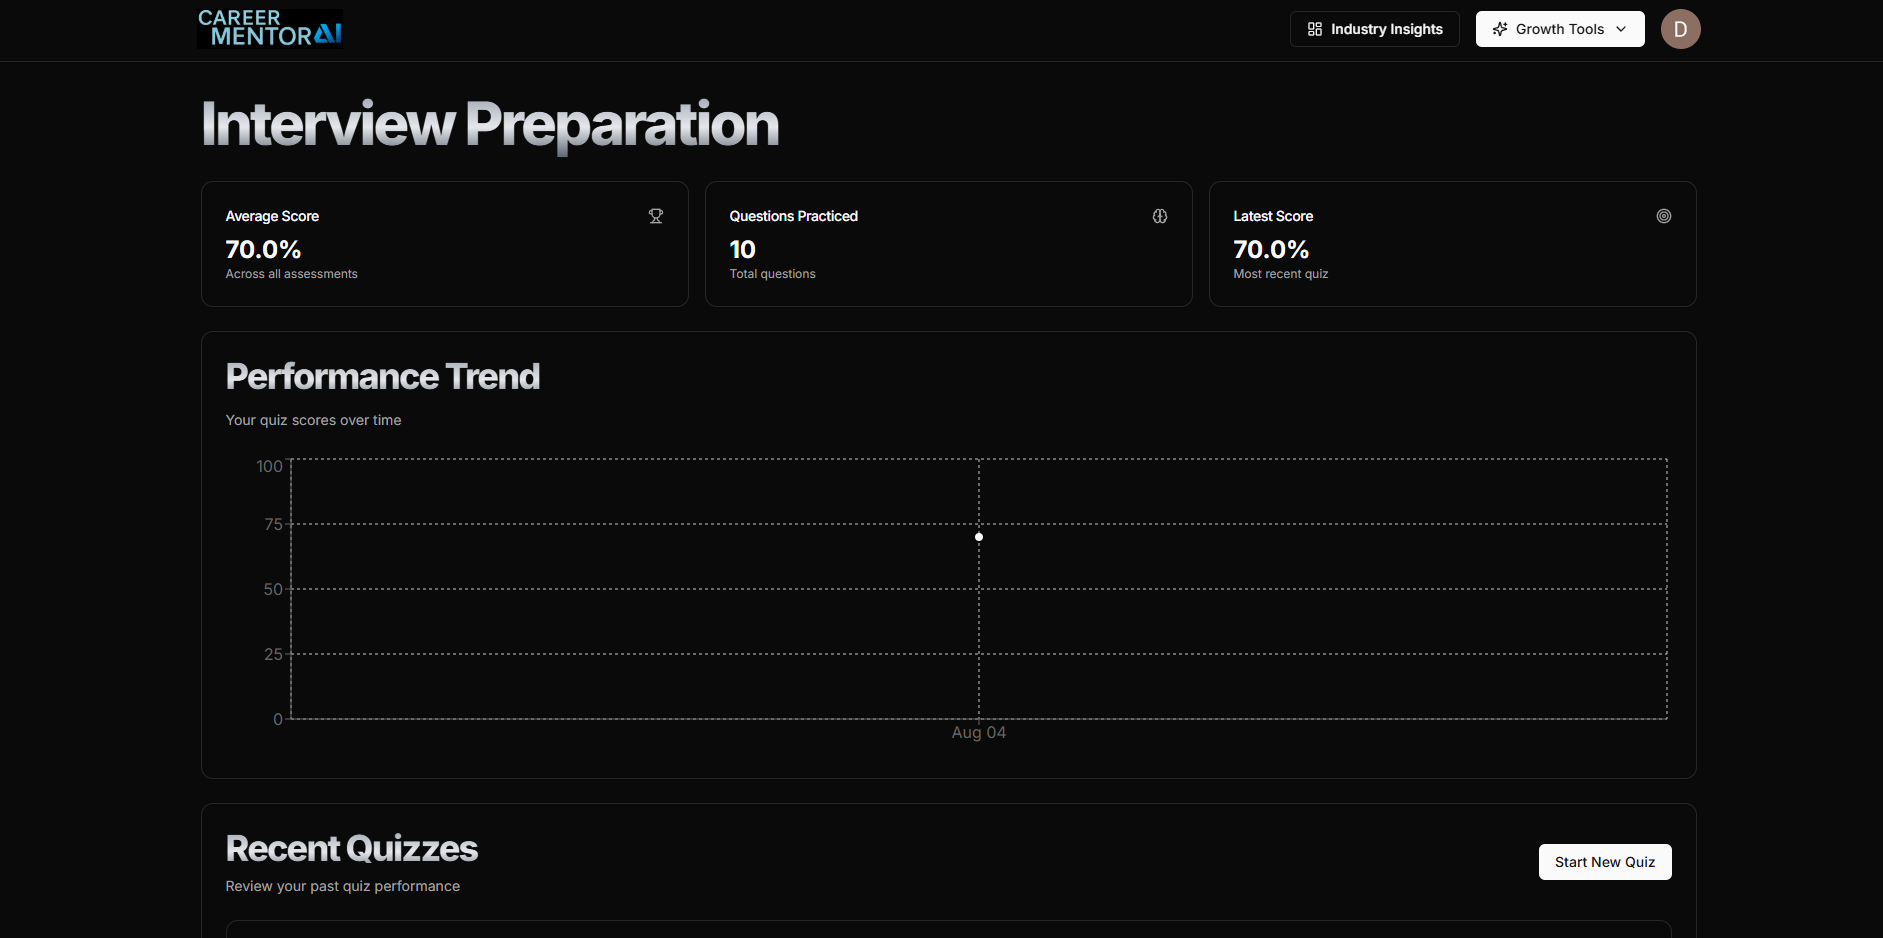 CAREER
MENTORAI
Industry Insights
Growth Tools
D
Interview Preparation
Average Score
70.0%
Across all assessments
Questions Practiced
10
Total questions
Latest Score
70.0%
Most recent quiz
Performance Trend
Your quiz scores over time
100
75
50
25
0
Aug 04
Recent Quizzes
Review your past quiz performance
Start New Quiz